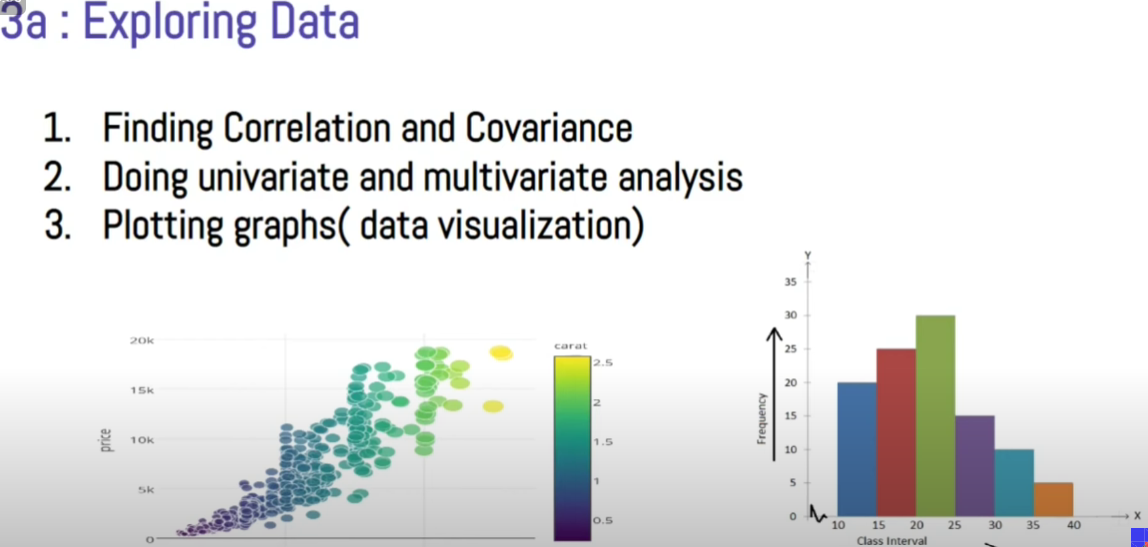 3a : Exploring Data
1. Finding Correlation and Covariance
2. Doing univariate and multivariate analysis
3. Plotting graphs( data visualization)
20k
15k
10k
5k
0
price
carat
2.5
2
1.5
1
0.5
Y
35
30
25
20
15
10
5
0
Frequency
10 15 20 25 30 35 40
X
Class Interval